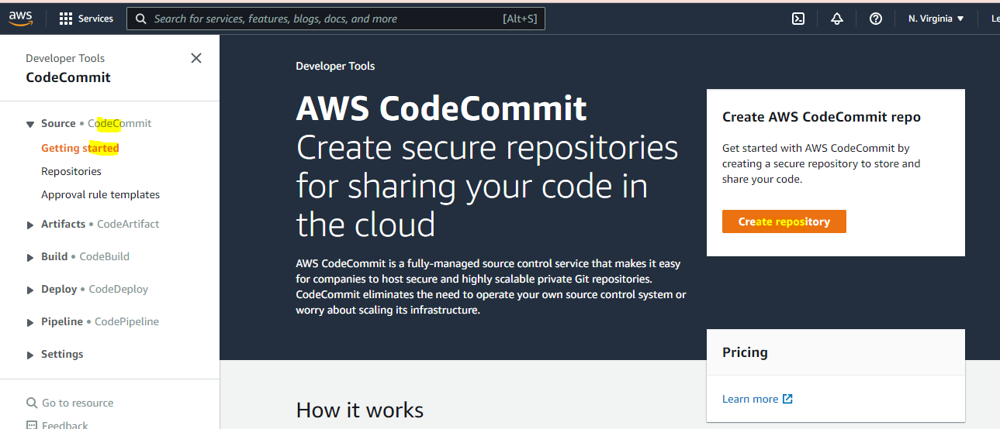 aws
Services
Search for services, features, blogs, docs, and more
[Alt+S]
N. Virginia
Le
Developer Tools
CodeCommit
Source • CodeCommit
Getting started
Repositories
Approval rule templates
Artifacts • CodeArtifact
Build • CodeBuild
Deploy • CodeDeploy
Pipeline • CodePipeline
Settings
Go to resource
Feedback
Developer Tools
AWS CodeCommit
Create secure repositories
for sharing your code in
the cloud
AWS CodeCommit is a fully-managed source control service that makes it easy
for companies to host secure and highly scalable private Git repositories.
CodeCommit eliminates the need to operate your own source control system or
worry about scaling its infrastructure.
Create AWS CodeCommit repo
Get started with AWS CodeCommit by
creating a secure repository to store and
share your code.
Create repository
Pricing
Learn more
How it works